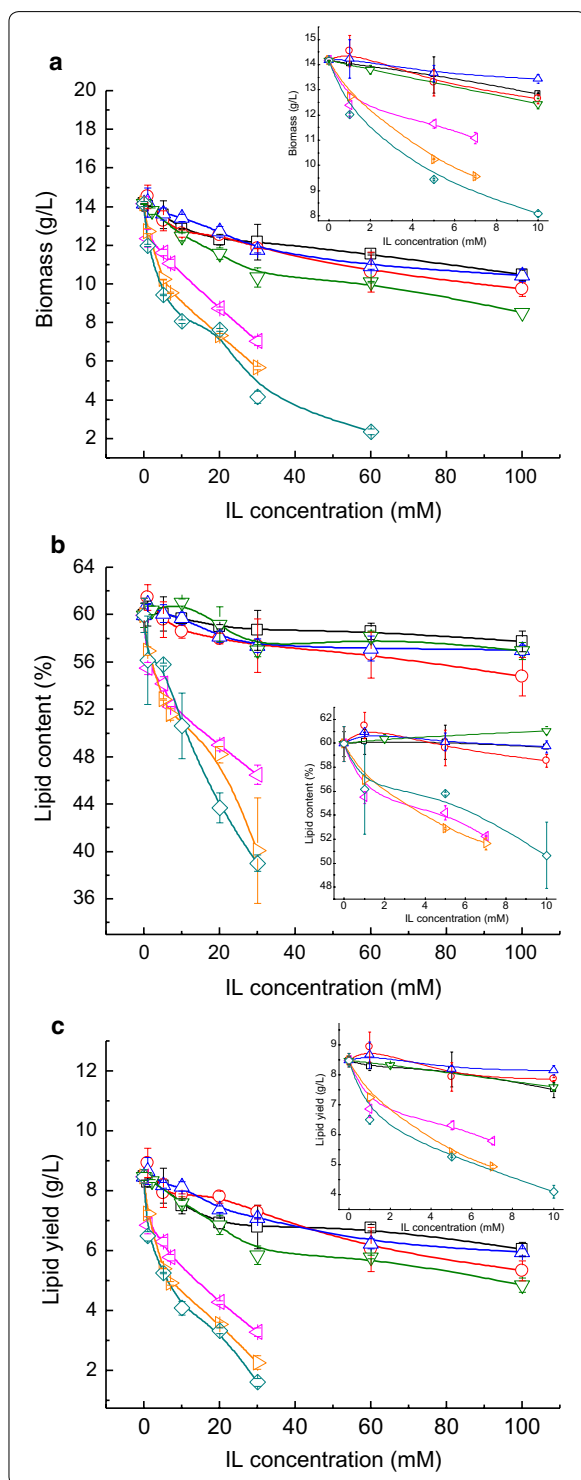 a
20
18
16
14
12
10
8
6
4
2
0 20 40 60 80 100
Biomass (g/L)
IL concentration (mM)
15
14
13
12
11
10
9
8
0 2 4 6 8 10
Biomass (g/L)
IL concentration (mM)
b
64
60
56
52
48
44
40
36
0 20 40 60 80 100
Lipid content (%)
IL concentration (mM)
62
60
58
56
54
52
50
48
0 2 4 6 8 10
Lipid content (%)
IL concentration (mM)
c
12
10
8
6
4
2
0 20 40 60 80 100
Lipid yield (g/L)
IL concentration (mM)
9
8
7
6
5
4
0 2 4 6 8 10
Lipid yield (g/L)
IL concentration (mM)